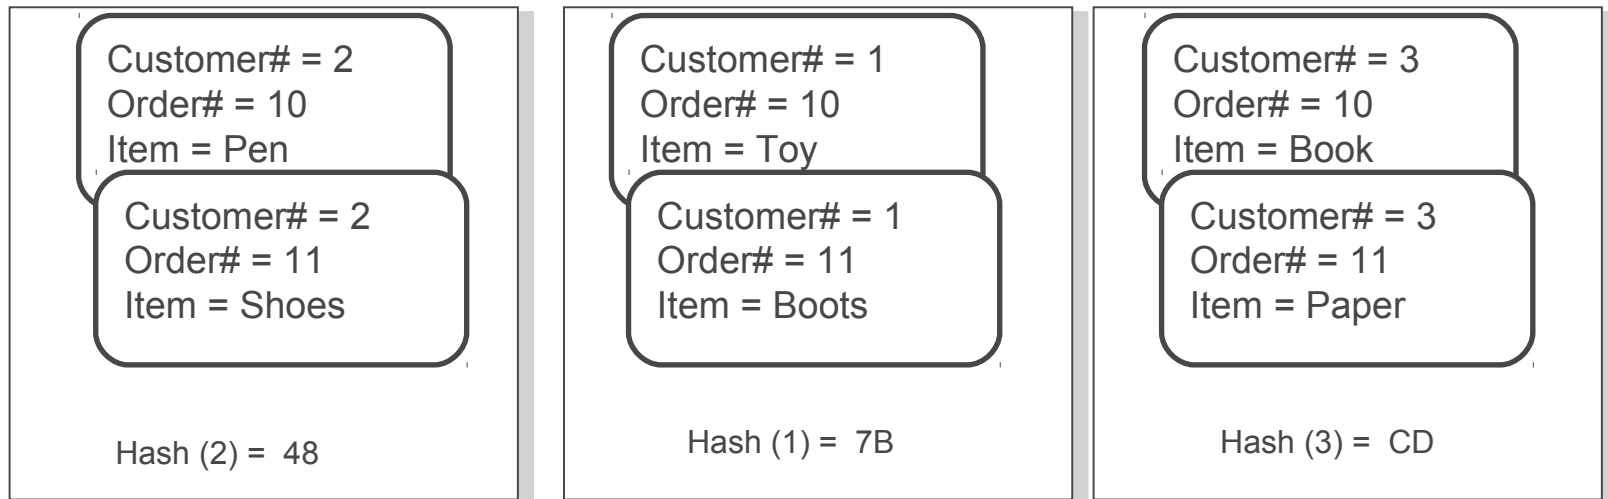 Customer# = 2
Order# = 10
Item = Pen
Customer# = 2
Order# = 11
Item = Shoes
Hash (2) = 48
Customer# = 1
Order# = 10
Item = Toy
Customer# = 1
Order# = 11
Item = Boots
Hash (1) = 7B
Customer# = 3
Order# = 10
Item = Book
Customer# = 3
Order# = 11
Item = Paper
Hash (3) = CD